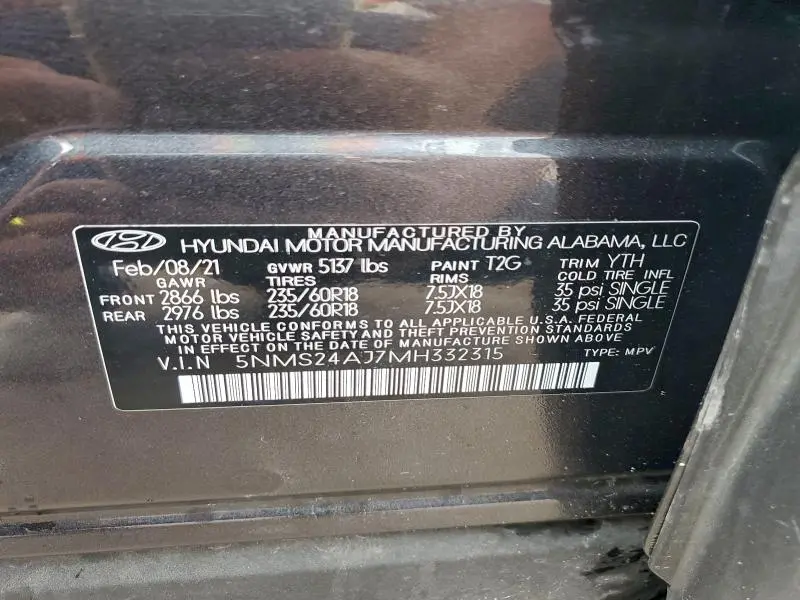 MANUFACTURED BY
HYUNDAI MOTOR MANUFACTURING ALABAMA, LLC
Feb/08/21 GVWR 5137 lbs PAINT T2G TRIM YTH
GAWR TIRES RIMS COLD TIRE INFL
FRONT 2866 lbs 235/60R18 7.5JX18 35 psi SINGLE
REAR 2976 lbs 235/60R18 7.5JX18 35 psi SINGLE
THIS VEHICLE CONFORMS TO ALL APPLICABLE U.S.A. FEDERAL
MOTOR VEHICLE SAFETY AND THEFT PREVENTION STANDARDS
IN EFFECT ON THE DATE OF MANUFACTURE SHOWN ABOVE
V.I.N 5NMS24AJ7MH332315 TYPE: MPV